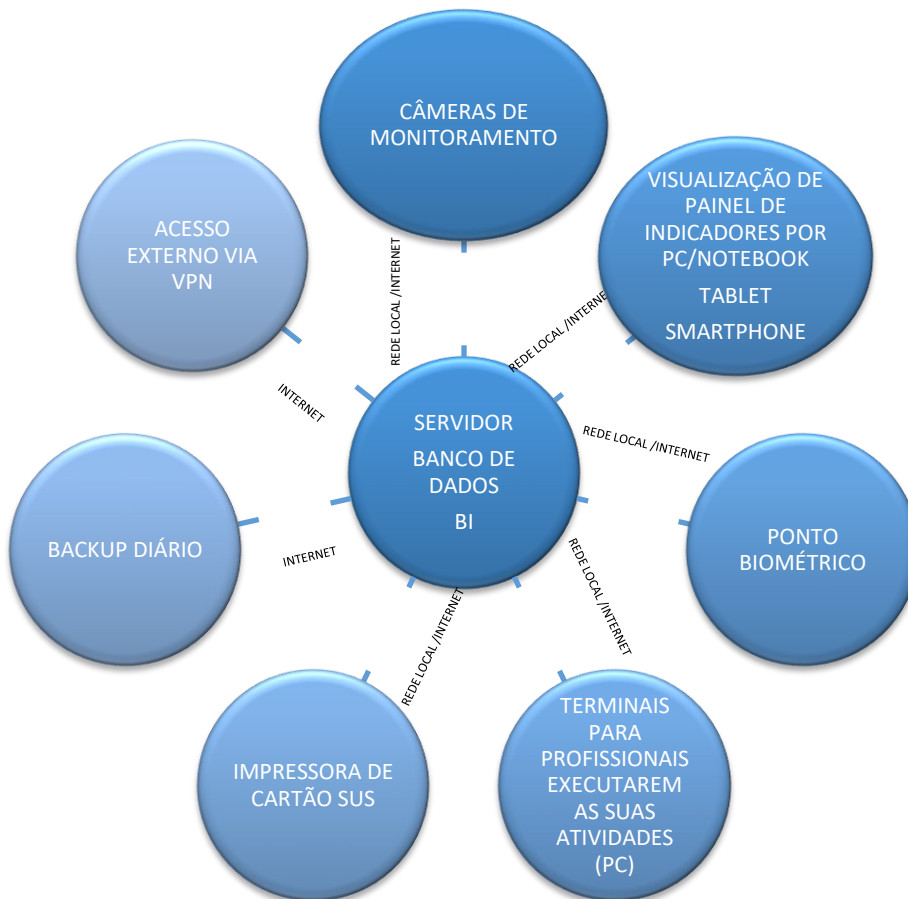 CÂMERAS DE
MONITORAMENTO
VISUALIZAÇÃO DE
PAINEL DE
INDICADORES POR
PC/NOTEBOOK
TABLET
SMARTPHONE
ACESSO
EXTERNO VIA
VPN
REDE LOCAL /INTERNET
REDE LOCAL /INTERNET
INTERNET
SERVIDOR
BANCO DE
DADOS
BI
REDE LOCAL /INTERNET
PONTO
BIOMÉTRICO
BACKUP DIÁRIO
INTERNET
REDE LOCAL /INTERNET
REDE LOCAL /INTERNET
IMPRESSORA DE
CARTÃO SUS
TERMINAIS
PARA
PROFISSIONAIS
EXECUTAREM
AS SUAS
ATIVIDADES
(PC)